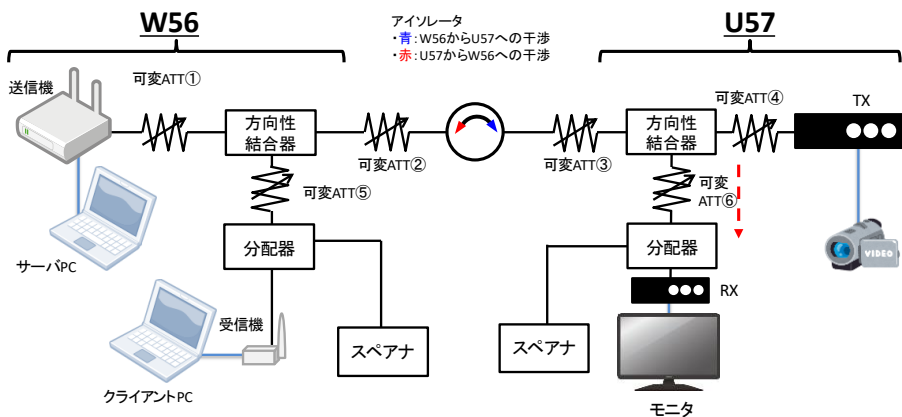 W56
アイソレータ
・青:W56からU57への干渉
・赤:U57からW56への干渉
U57
送信機
可変ATT①
方向性
結合器
可変ATT②
可変ATT③
方向性
結合器
可変ATT④
TX
可変ATT⑤
可変
ATT⑥
分配器
分配器
サーバPC
VIDEO
RX
受信機
スペアナ
スペアナ
クライアントPC
モニタ